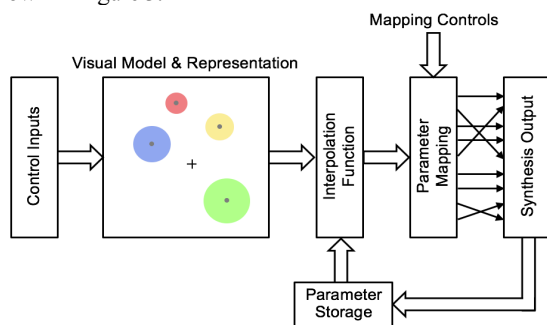 Mapping Controls
Visual Model & Representation
Control Inputs
+
Interpolation
Function
Parameter
Mapping
Synthesis Output
Parameter
Storage